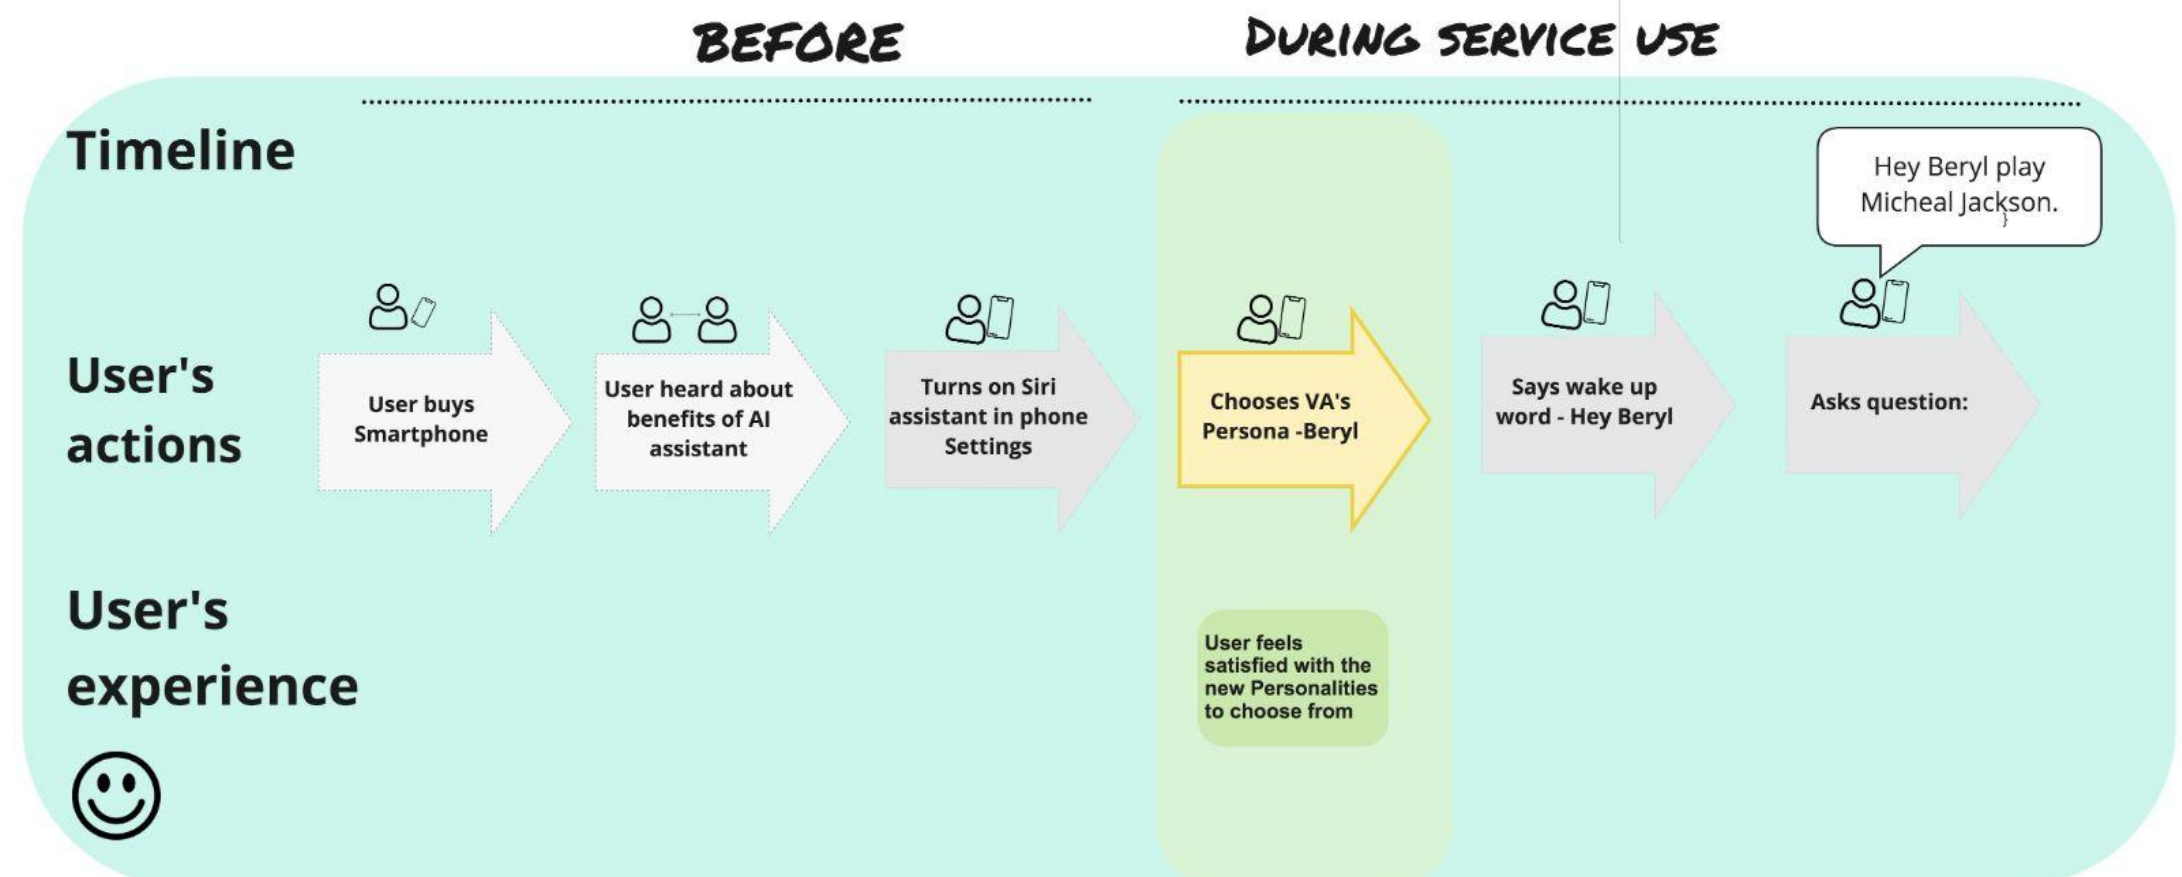 BEFORE
DURING SERVICE USE
Timeline
Hey Beryl play
Micheal Jackson.
}
User's
actions
User buys
Smartphone
User heard about
benefits of AI
assistant
Turns on Siri
assistant in phone
Settings
Chooses VA's
Persona -Beryl
Says wake up
word - Hey Beryl
Asks question:
User's
experience
User feels
satisfied with the
new Personalities
to choose from